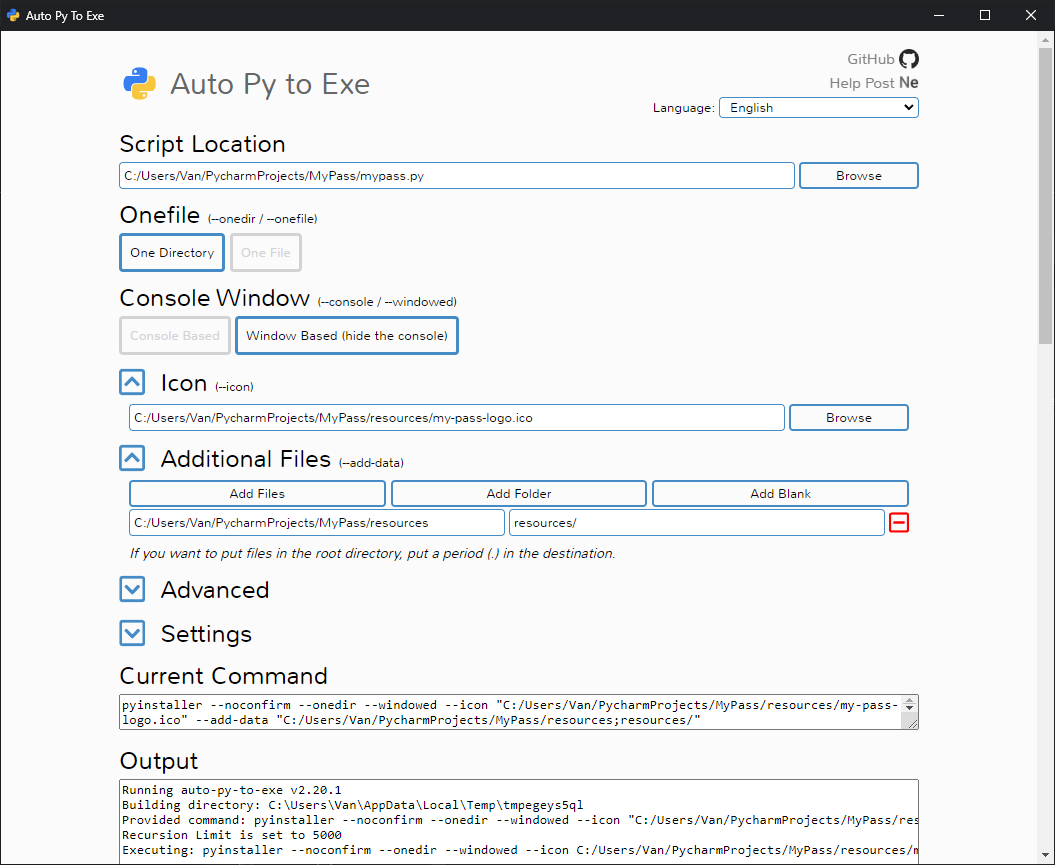 Auto Py To Exe
GitHub
Auto Py to Exe
Help Post Ne
Language: English
Script Location
C:/Users/Van/PycharmProjects/MyPass/mypass.py Browse
Onefile (--onedir / --onefile)
One Directory One File
Console Window (--console / --windowed)
Console Based Window Based (hide the console)
Icon (--icon)
C:/Users/Van/PycharmProjects/MyPass/resources/my-pass-logo.ico Browse
Additional Files (--add-data)
Add Files Add Folder Add Blank
C:/Users/Van/PycharmProjects/MyPass/resources resources/
If you want to put files in the root directory, put a period (.) in the destination.
Advanced
Settings
Current Command
pyinstaller --noconfirm --onedir --windowed --icon "C:/Users/Van/PycharmProjects/MyPass/resources/my-pass-
logo.ico" --add-data "C:/Users/Van/PycharmProjects/MyPass/resources;resources/"
Output
Running auto-py-to-exe v2.20.1
Building directory: C:\Users\Van\AppData\Local\Temp\tmpegeys5ql
Provided command: pyinstaller --noconfirm --onedir --windowed --icon "C:/Users/Van/PycharmProjects/MyPass/res
Recursion Limit is set to 5000
Executing: pyinstaller --noconfirm --onedir --windowed --icon C:/Users/Van/PycharmProjects/MyPass/resources/m